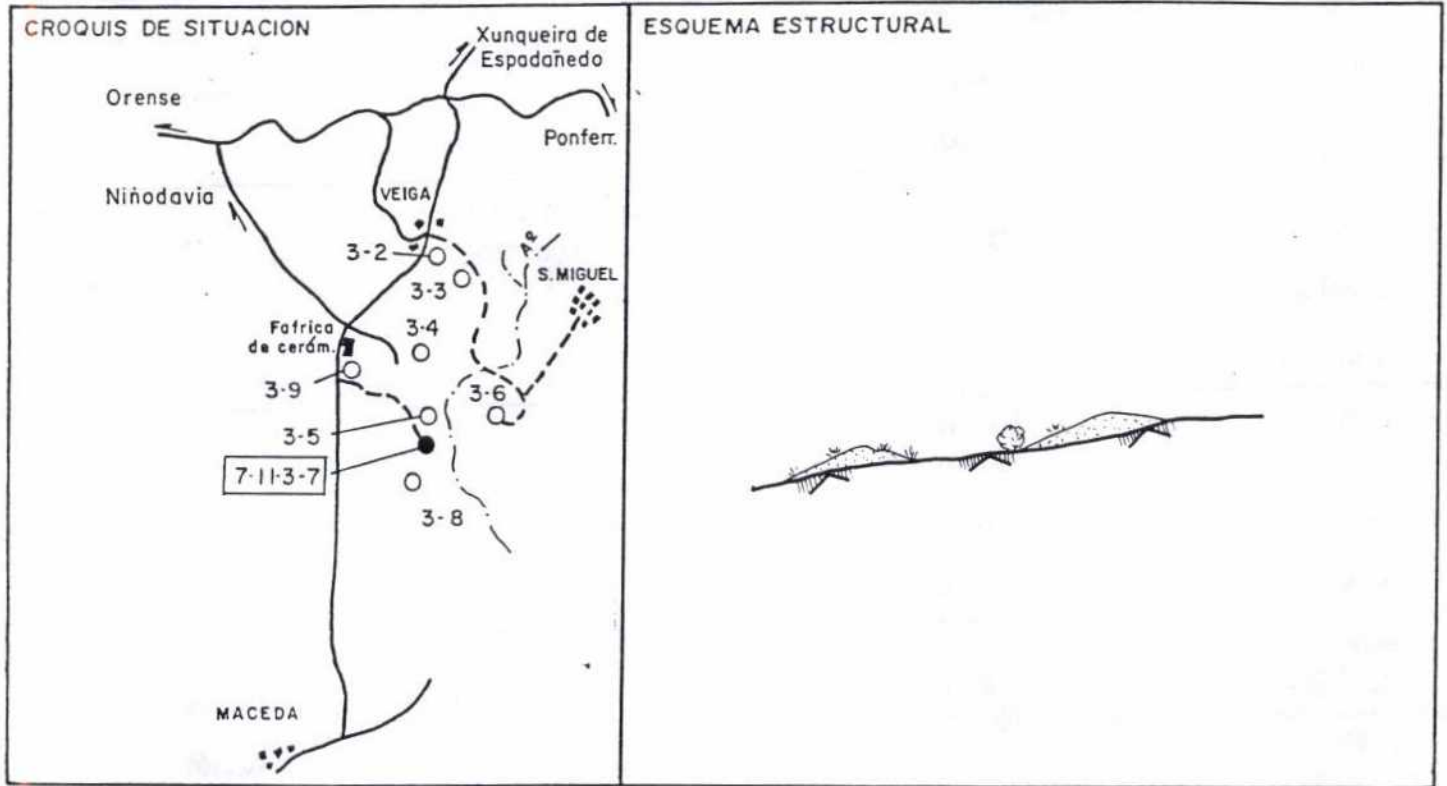 CROQUIS DE SITUACION
Xunqueira de
Espadañedo
Orense
Ponferr.
Niñodavia
VEIGA
3-2
AR.
S. MIGUEL
3-3
Fafrica
de cerám.
3-4
3-9
3-6
3-5
7-11-3-7
3-8
MACEDA
ESQUEMA ESTRUCTURAL